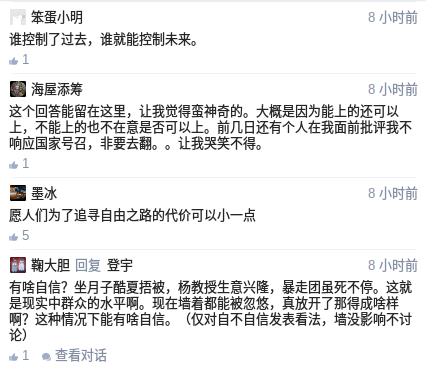 笨蛋小明 8 小时前
谁控制了过去，谁就能控制未来。
1
海屋添筹 8 小时前
这个回答能留在这里，让我觉得蛮神奇的。大概是因为能上的还可以
上，不能上的也不在意是否可以上。前几日还有个人在我面前批评我不
响应国家号召，非要去翻。。让我哭笑不得。
1
墨冰 8 小时前
愿人们为了追寻自由之路的代价可以小一点
5
鞠大胆 回复 登宇 8 小时前
有啥自信？坐月子酷夏捂被，杨教授生意兴隆，暴走团虽死不停。这就
是现实中群众的水平啊。现在墙着都能被忽悠，真放开了那得成啥样
啊？这种情况下能有啥自信。（仅对自不自信发表看法，墙没影响不讨
论）
1 查看对话